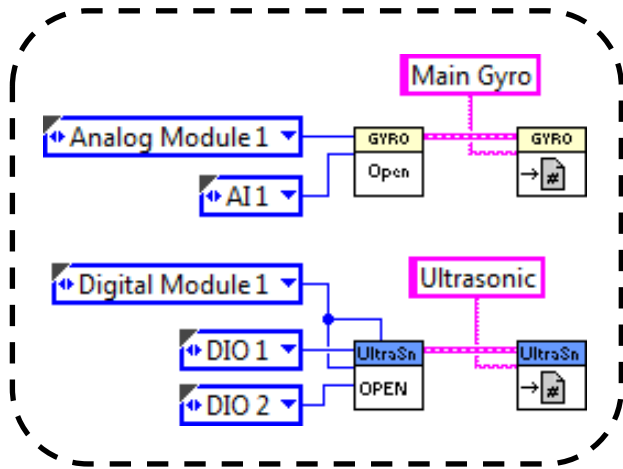 Main Gyro
Analog Module 1
GYRO
GYRO
AI 1
Open
→#
Digital Module 1
Ultrasonic
DIO 1
UltraSn
UltraSn
DIO 2
OPEN
→#